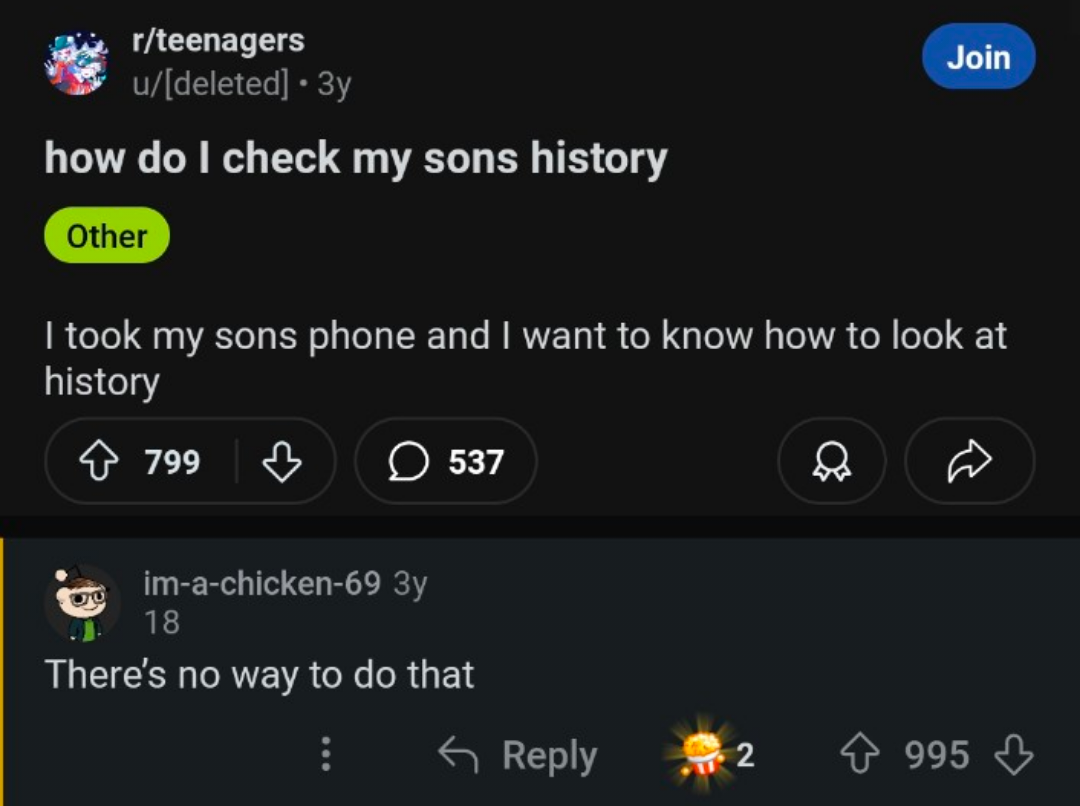 r/teenagers
u/[deleted] • 3y
Join
how do I check my sons history
Other
I took my sons phone and I want to know how to look at
history
799
537
im-a-chicken-69 3y
18
There's no way to do that
Reply
2
995